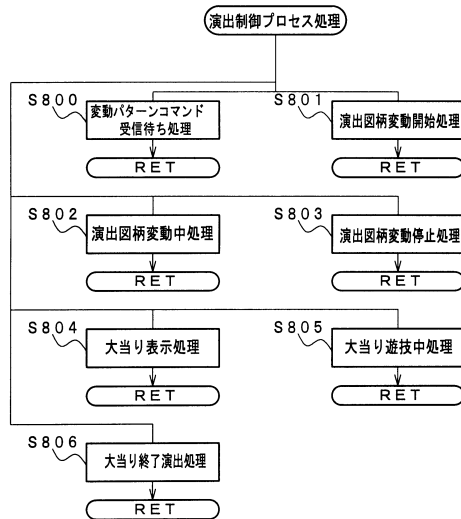 演出制御プロセス処理
S800
変動パターンコマンド
受信待ち処理
RET
S801
演出図柄変動開始処理
RET
S802
演出図柄変動中処理
RET
S803
演出図柄変動停止処理
RET
S804
大当り表示処理
RET
S805
大当り遊技中処理
RET
S806
大当り終了演出処理
RET